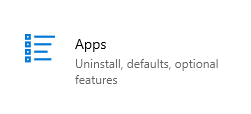 Apps
Uninstall, defaults, optional
features